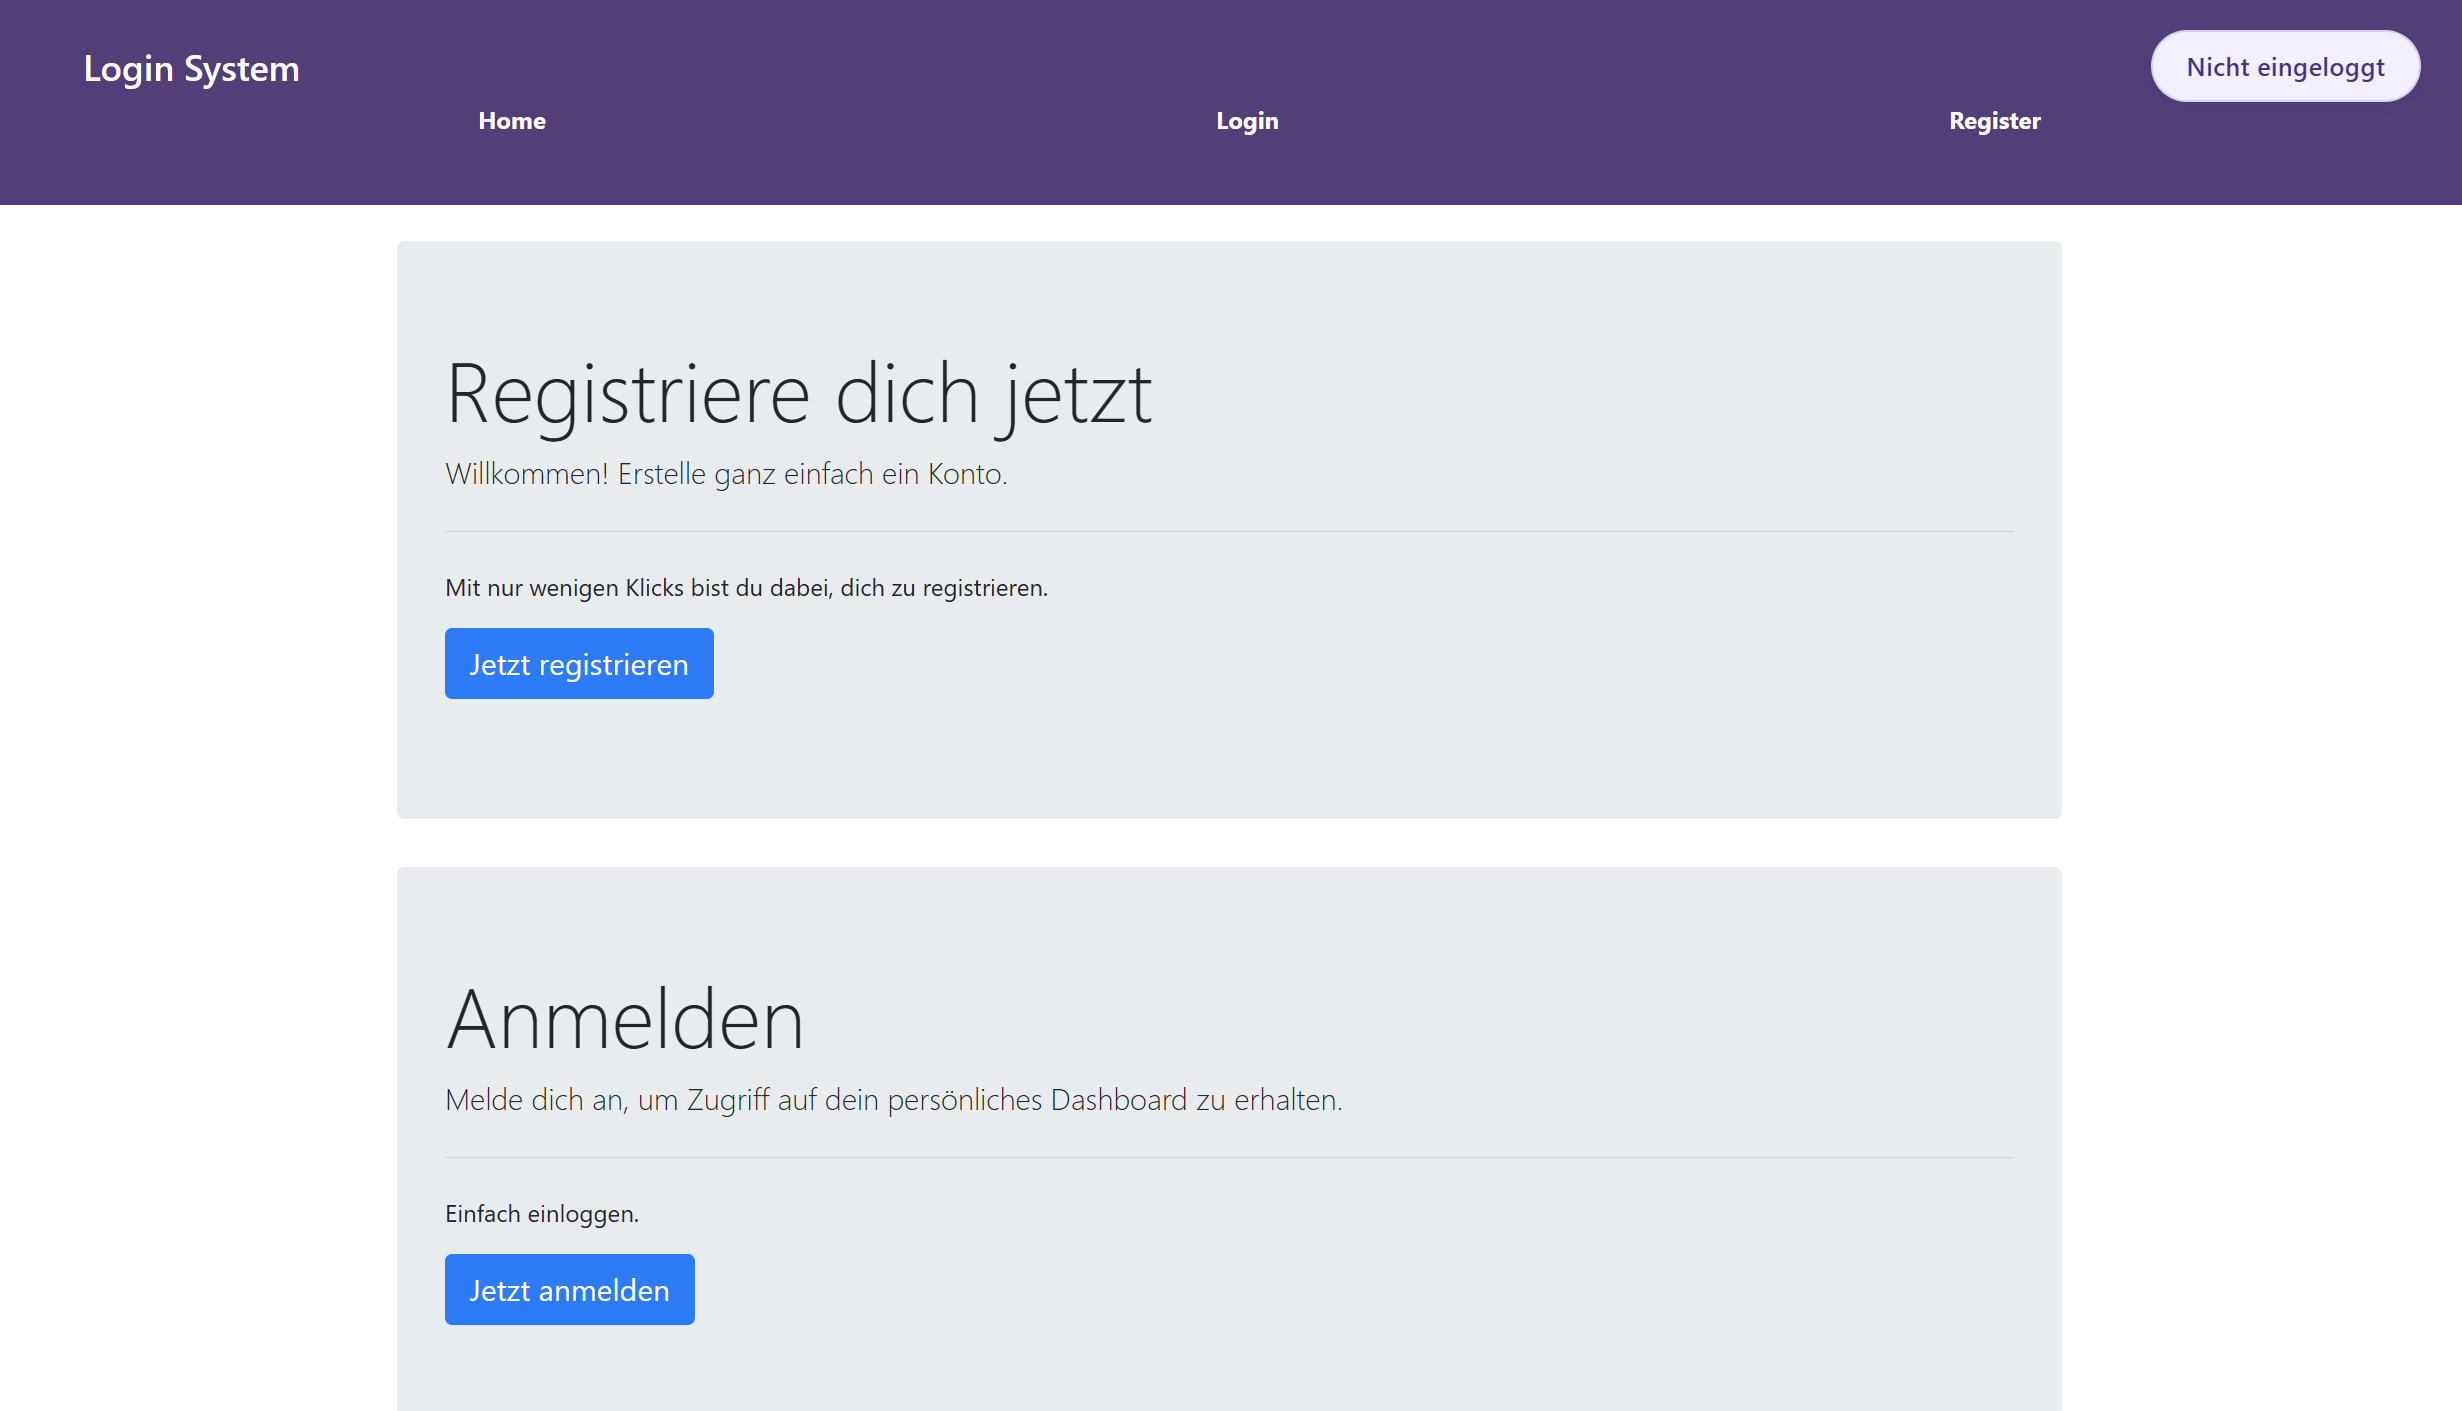 Login System
Nicht eingeloggt
Home
Login
Register
Registriere dich jetzt
Willkommen! Erstelle ganz einfach ein Konto.
Mit nur wenigen Klicks bist du dabei, dich zu registrieren.
Jetzt registrieren
Anmelden
Melde dich an, um Zugriff auf dein persönliches Dashboard zu erhalten.
Einfach einloggen.
Jetzt anmelden